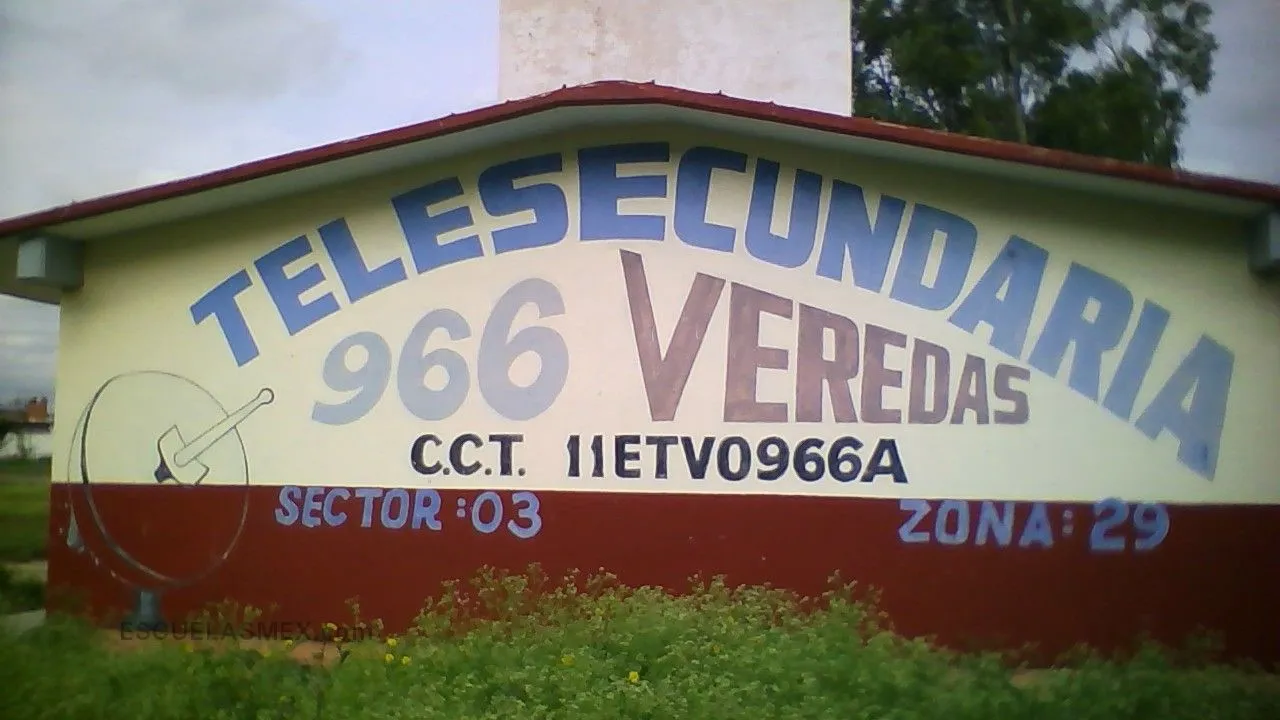 TELESECUNDARIA
966 VEREDAS
C.C.T. 11ETV0966A
SECTOR :03 ZONA: 29
ESCUELASMEX.com